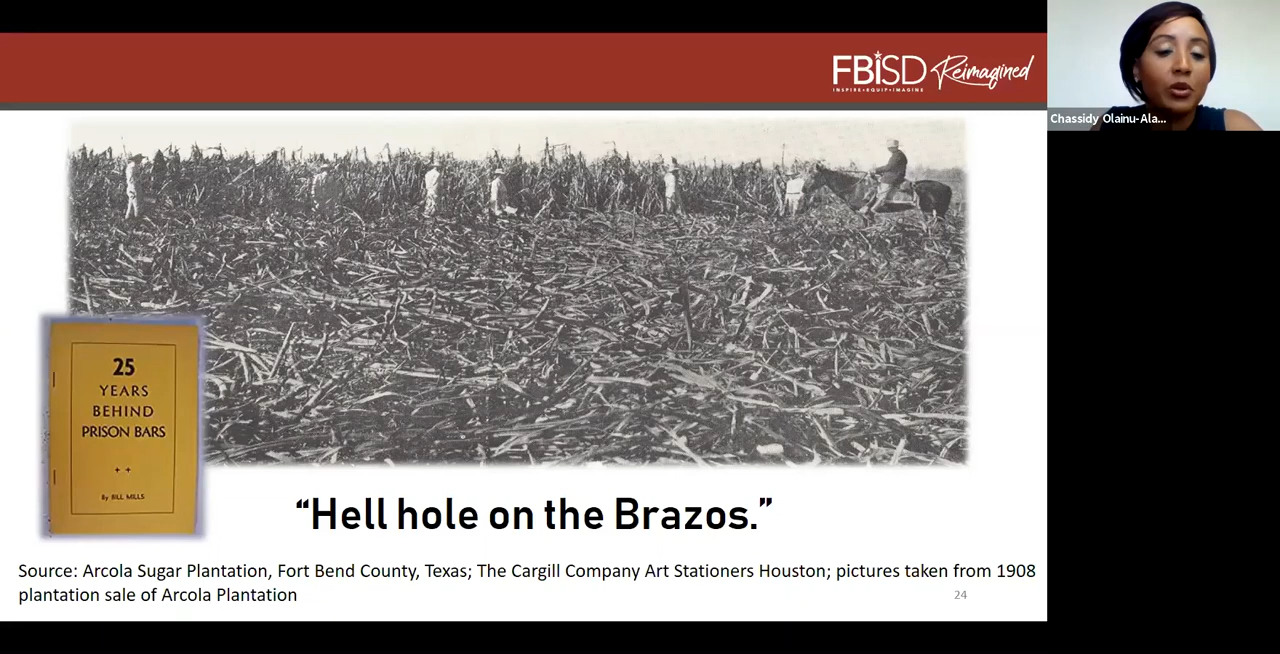 FBISD Reimagined
INSPIRE•EQUIP•IMAGINE
Chassidy Olainu-Ala...
25
YEARS
BEHIND
PRISON BARS
+ +
By BILL MILLS
“Hell hole on the Brazos.”
Source: Arcola Sugar Plantation, Fort Bend County, Texas; The Cargill Company Art Stationers Houston; pictures taken from 1908
plantation sale of Arcola Plantation
24